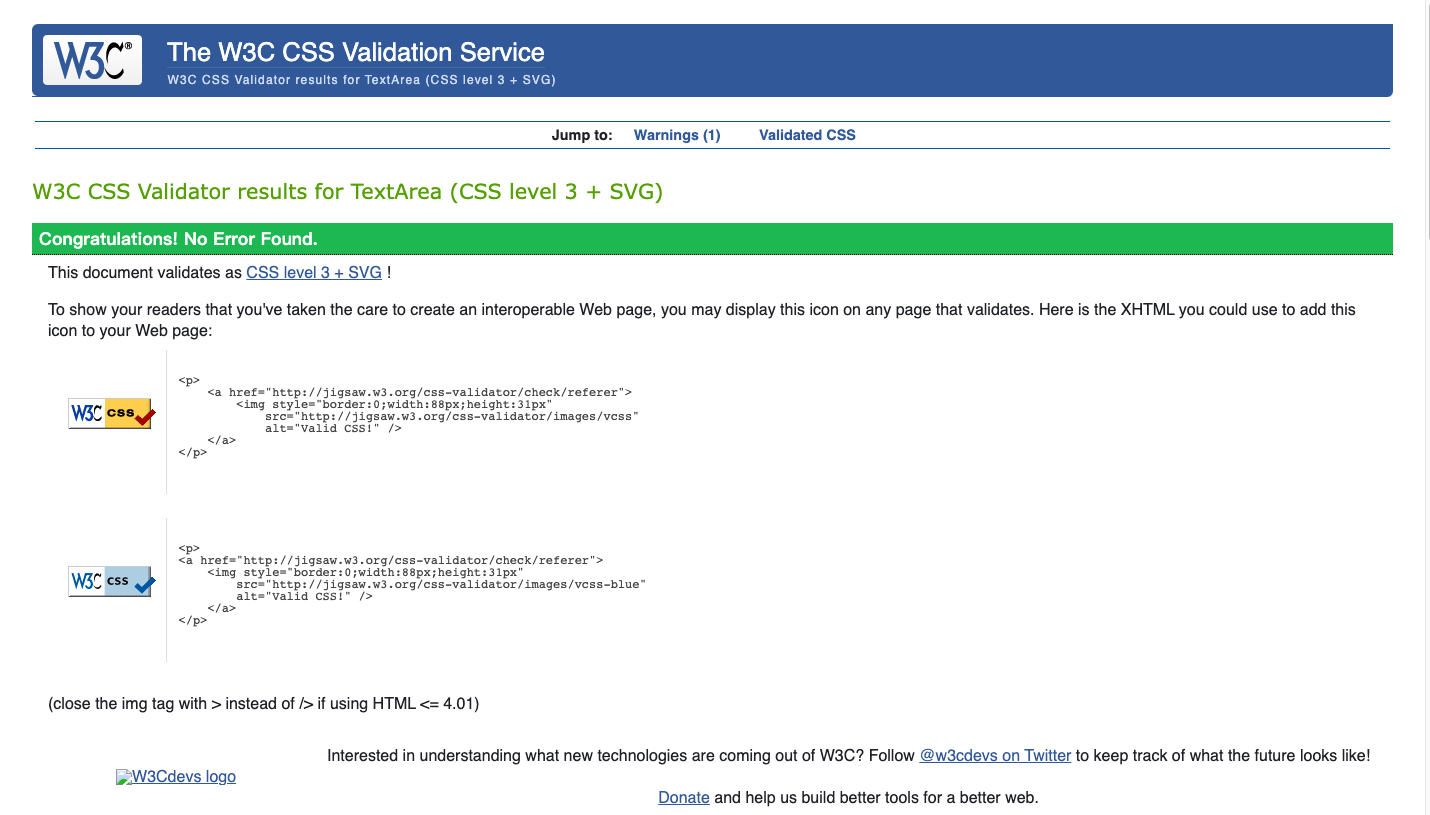 W3C®
The W3C CSS Validation Service
W3C CSS Validator results for TextArea (CSS level 3 + SVG)
Jump to: Warnings (1) Validated CSS
W3C CSS Validator results for TextArea (CSS level 3 + SVG)
Congratulations! No Error Found.
This document validates as CSS level 3 + SVG !
To show your readers that you've taken the care to create an interoperable Web page, you may display this icon on any page that validates. Here is the XHTML you could use to add this
icon to your Web page:
W3C css
<p>
    <a href="http://jigsaw.w3.org/css-validator/check/referer">
        <img style="border:0;width:88px;height:31px"
            src="http://jigsaw.w3.org/css-validator/images/vcss"
            alt="Valid CSS!" />
    </a>
</p>
W3C css
<p>
<a href="http://jigsaw.w3.org/css-validator/check/referer">
    <img style="border:0;width:88px;height:31px"
        src="http://jigsaw.w3.org/css-validator/images/vcss-blue"
        alt="Valid CSS!" />
    </a>
</p>
(close the img tag with > instead of /> if using HTML <= 4.01)
Interested in understanding what new technologies are coming out of W3C? Follow @w3cdevs on Twitter to keep track of what the future looks like!
W3Cdevs logo
Donate and help us build better tools for a better web.